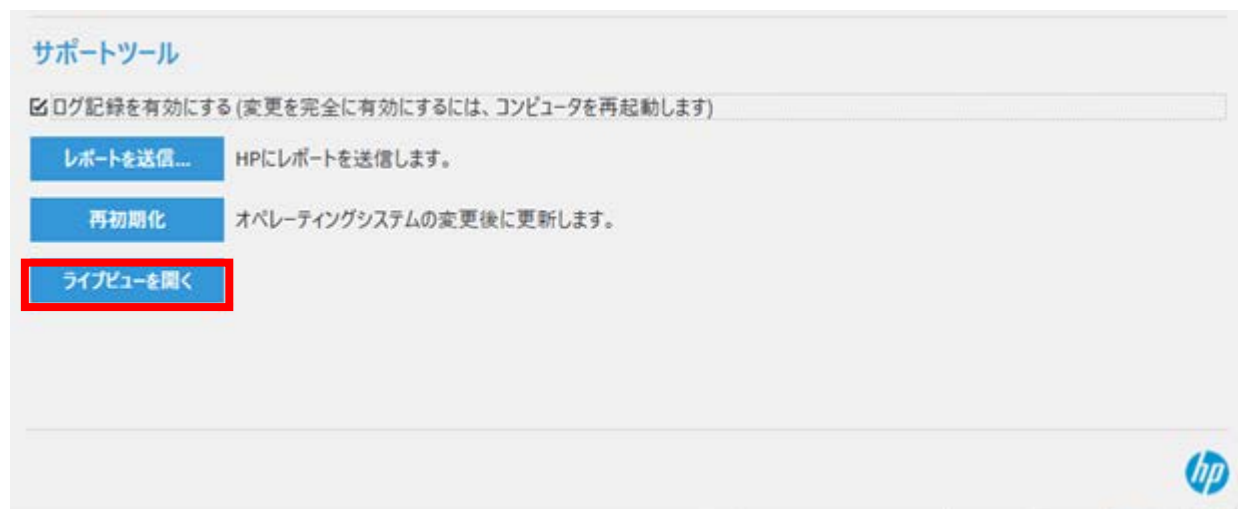 サポートツール
ログ記録を有効にする (変更を完全に有効にするには、コンピュータを再起動します)
レポートを送信... HPにレポートを送信します。
再初期化 オペレーティングシステムの変更後に更新します。
ライブビューを開く
hp